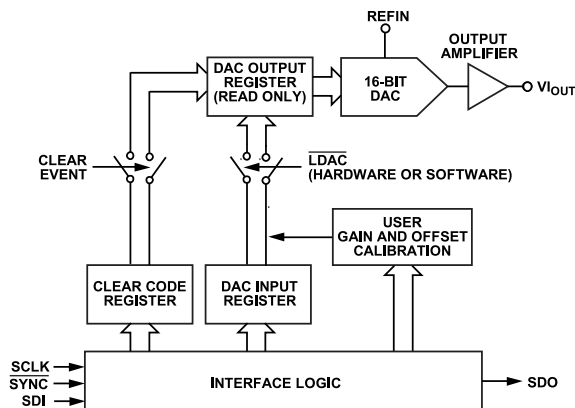 REFIN
OUTPUT
AMPLIFIER
DAC OUTPUT
REGISTER
(READ ONLY)
16-BIT
DAC
VIOUT
CLEAR
EVENT
LDAC
(HARDWARE OR SOFTWARE)
USER
GAIN AND OFFSET
CALIBRATION
CLEAR CODE
REGISTER
DAC INPUT
REGISTER
SCLK
SYNC
SDI
INTERFACE LOGIC
SDO